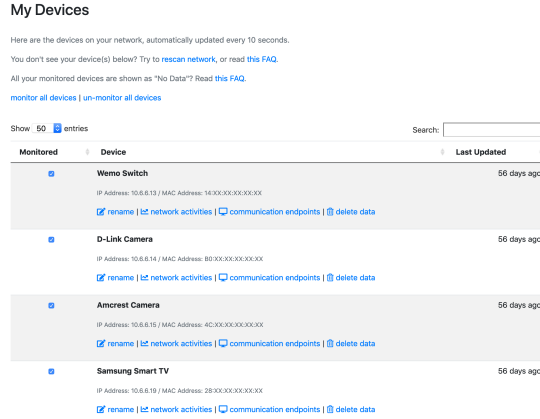 My Devices
Here are the devices on your network, automatically updated every 10 seconds.
You don't see your device(s) below? Try to rescan network, or read this FAQ.
All your monitored devices are shown as "No Data"? Read this FAQ.
monitor all devices | un-monitor all devices
Show 50 entries Search:
Monitored Device Last Updated
Wemo Switch 56 days ago
IP Address: 10.6.6.13 / MAC Address: 14:XX:XX:XX:XX:XX
rename | network activities | communication endpoints | delete data
D-Link Camera 56 days ago
IP Address: 10.6.6.14 / MAC Address: B0:XX:XX:XX:XX:XX
rename | network activities | communication endpoints | delete data
Amcrest Camera 56 days ago
IP Address: 10.6.6.15 / MAC Address: 4C:XX:XX:XX:XX:XX
rename | network activities | communication endpoints | delete data
Samsung Smart TV 56 days ago
IP Address: 10.6.6.19 / MAC Address: 28:XX:XX:XX:XX:XX
rename | network activities | communication endpoints | delete data